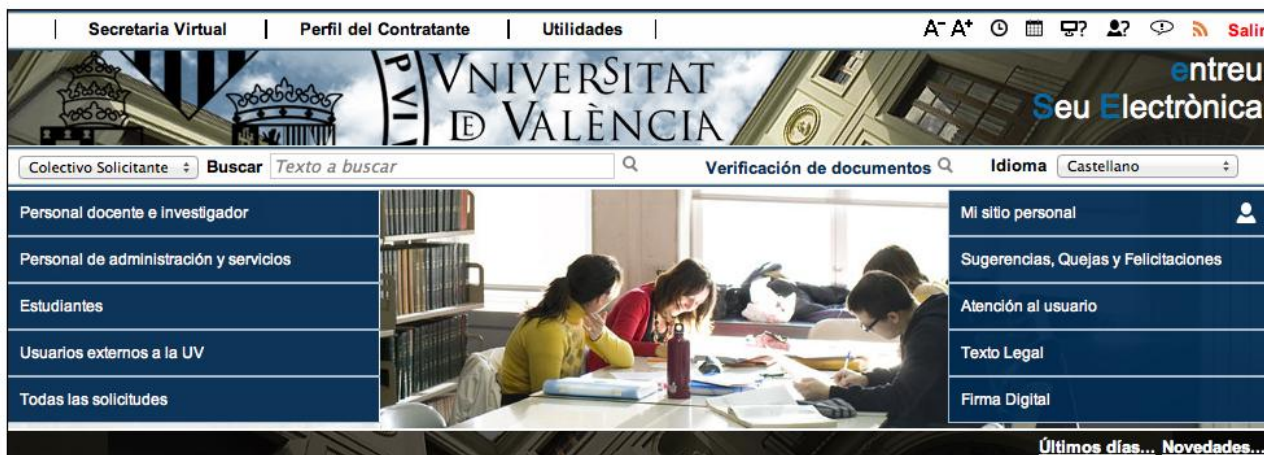 Secretaria Virtual | Perfil del Contratante | Utilidades | A- A+ ? ? Salir
PVI
VNIVERSITAT
DE VALÈNCIA
entreu
Seu Electrònica
Colectivo Solicitante Buscar Texto a buscar Verificación de documentos Idioma Castellano
Personal docente e investigador
Personal de administración y servicios
Estudiantes
Usuarios externos a la UV
Todas las solicitudes
Mi sitio personal
Sugerencias, Quejas y Felicitaciones
Atención al usuario
Texto Legal
Firma Digital
Últimos días... Novedades...